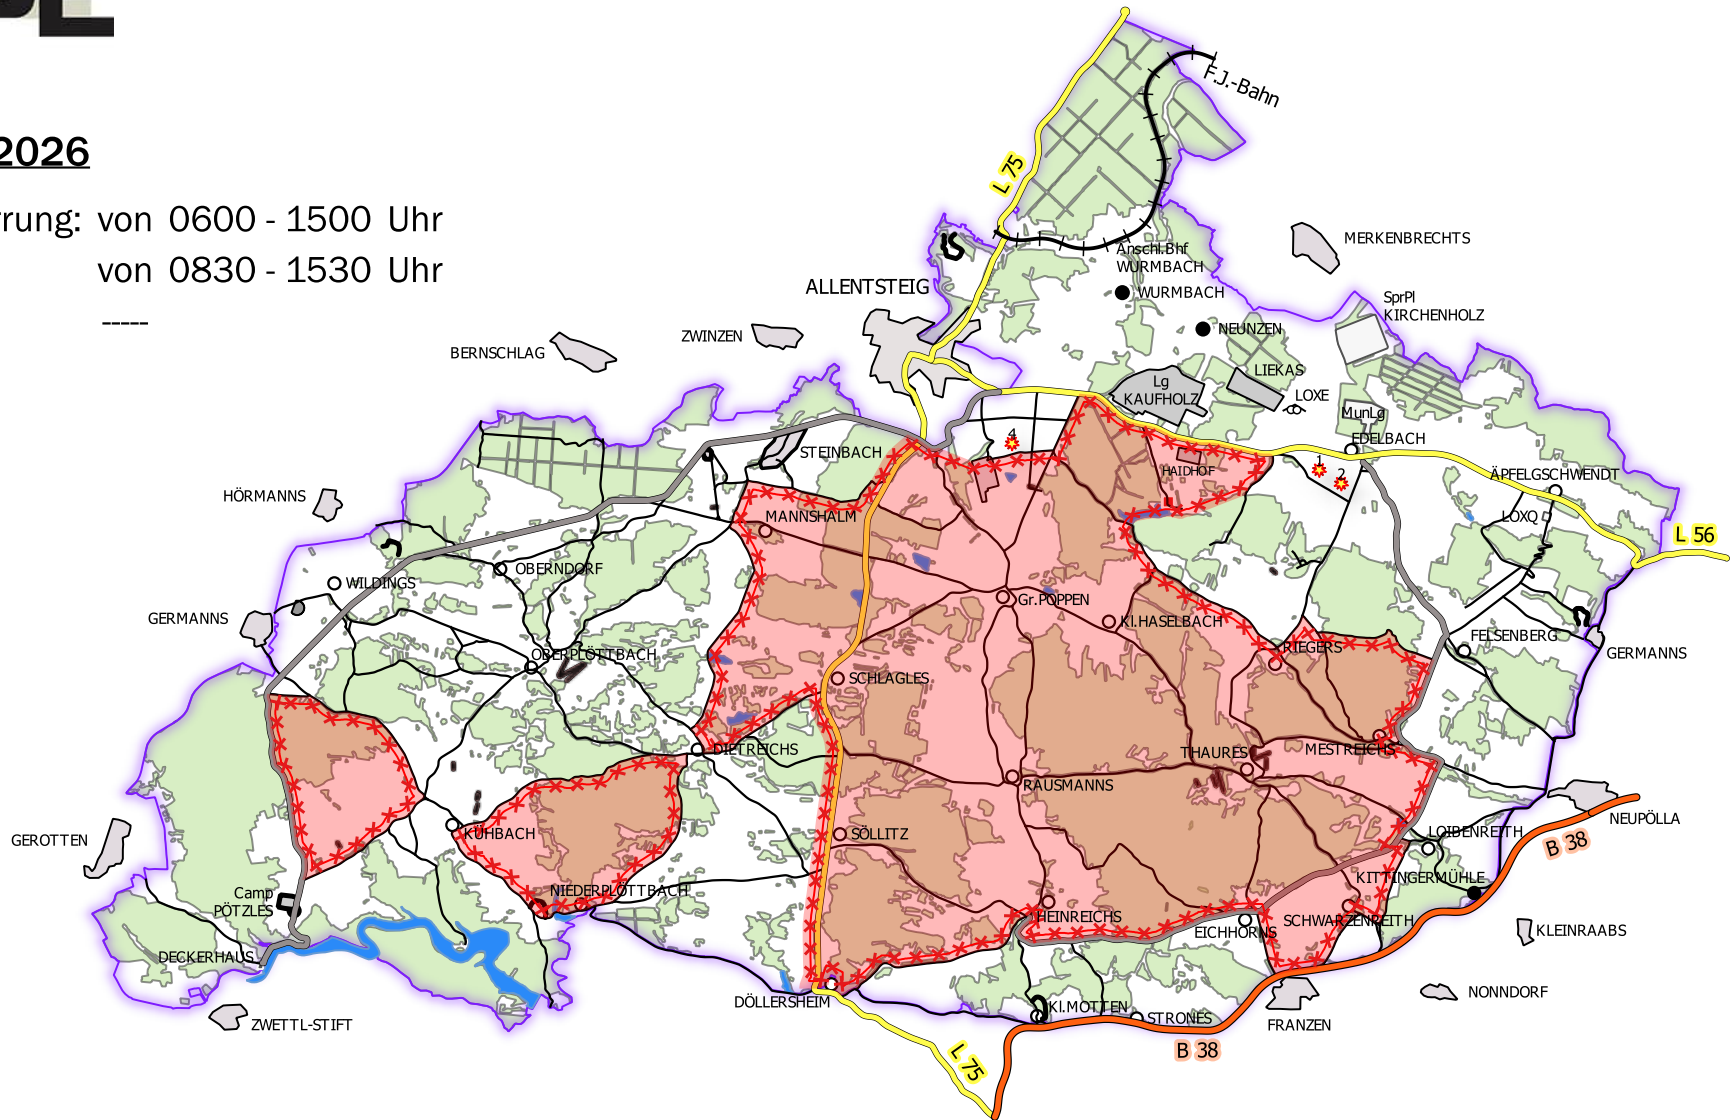 2026
rrung: von 0600 - 1500 Uhr
von 0830 - 1530 Uhr
-----
F.J.-Bahn
L 75
MERKENBRECHTS
Anschl.Bhf
WURMBACH
WURMBACH
ALLENTSTEIG
SprPl
KIRCHENHOLZ
NEUNZEN
ZWINZEN
BERNSCHLAG
LIEKAS
Lg
KAUFHOLZ
LOXE
MunLg
EDELBACH
4
STEINBACH
1
2
HAIDHOF
ÄPFELGSCHWENDT
HÖRMANNS
MANNSHALM
LOXQ
L 56
OBERNDORF
WILDINGS
Gr.POPPEN
GERMANNS
Kl.HASELBACH
FELSENBERG
RIEGERS
GERMANNS
OBERPLÖTTBACH
SCHLAGLES
DIETREICHS
THAURES
MESTREICHS
RAUSMANNS
NEUPÖLLA
GEROTTEN
KÜHBACH
SÖLLITZ
LOIBENREITH
B 38
KITTINGERMÜHLE
Camp
PÖTZLES
NIEDERPLÖTTBACH
HEINREICHS
EICHHORNS
SCHWARZENREITH
KLEINRAABS
DECKERHAUS
DÖLLERSHEIM
Kl.MOTTEN
NONNDORF
ZWETTL-STIFT
STRONES
FRANZEN
B 38
L 75